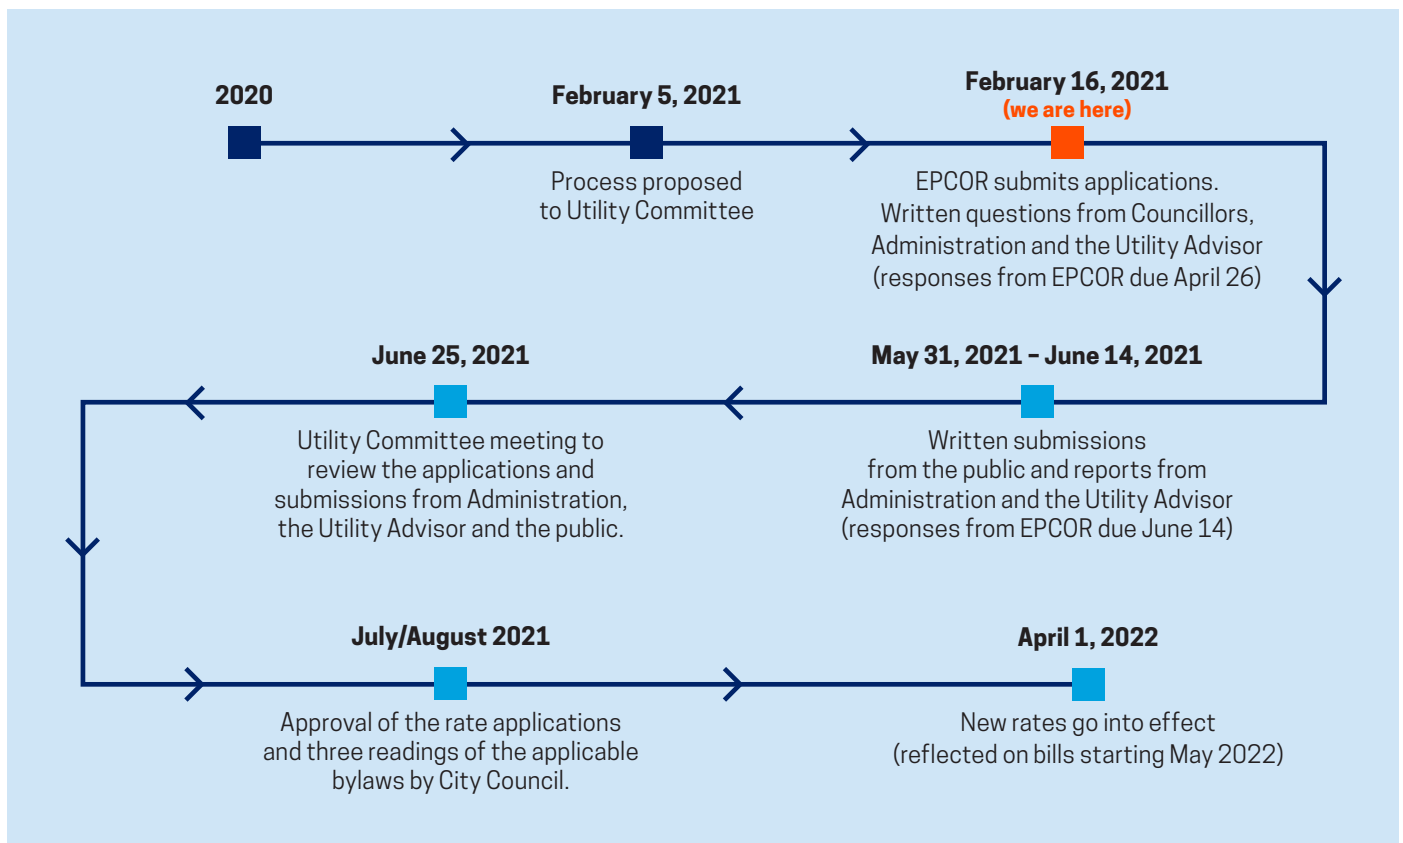 2020
February 5, 2021
Process proposed
to Utility Committee
February 16, 2021
(we are here)
EPCOR submits applications.
Written questions from Councillors,
Administration and the Utility Advisor
(responses from EPCOR due April 26)
May 31, 2021 – June 14, 2021
Written submissions
from the public and reports from
Administration and the Utility Advisor
(responses from EPCOR due June 14)
June 25, 2021
Utility Committee meeting to
review the applications and
submissions from Administration,
the Utility Advisor and the public.
July/August 2021
Approval of the rate applications
and three readings of the applicable
bylaws by City Council.
April 1, 2022
New rates go into effect
(reflected on bills starting May 2022)